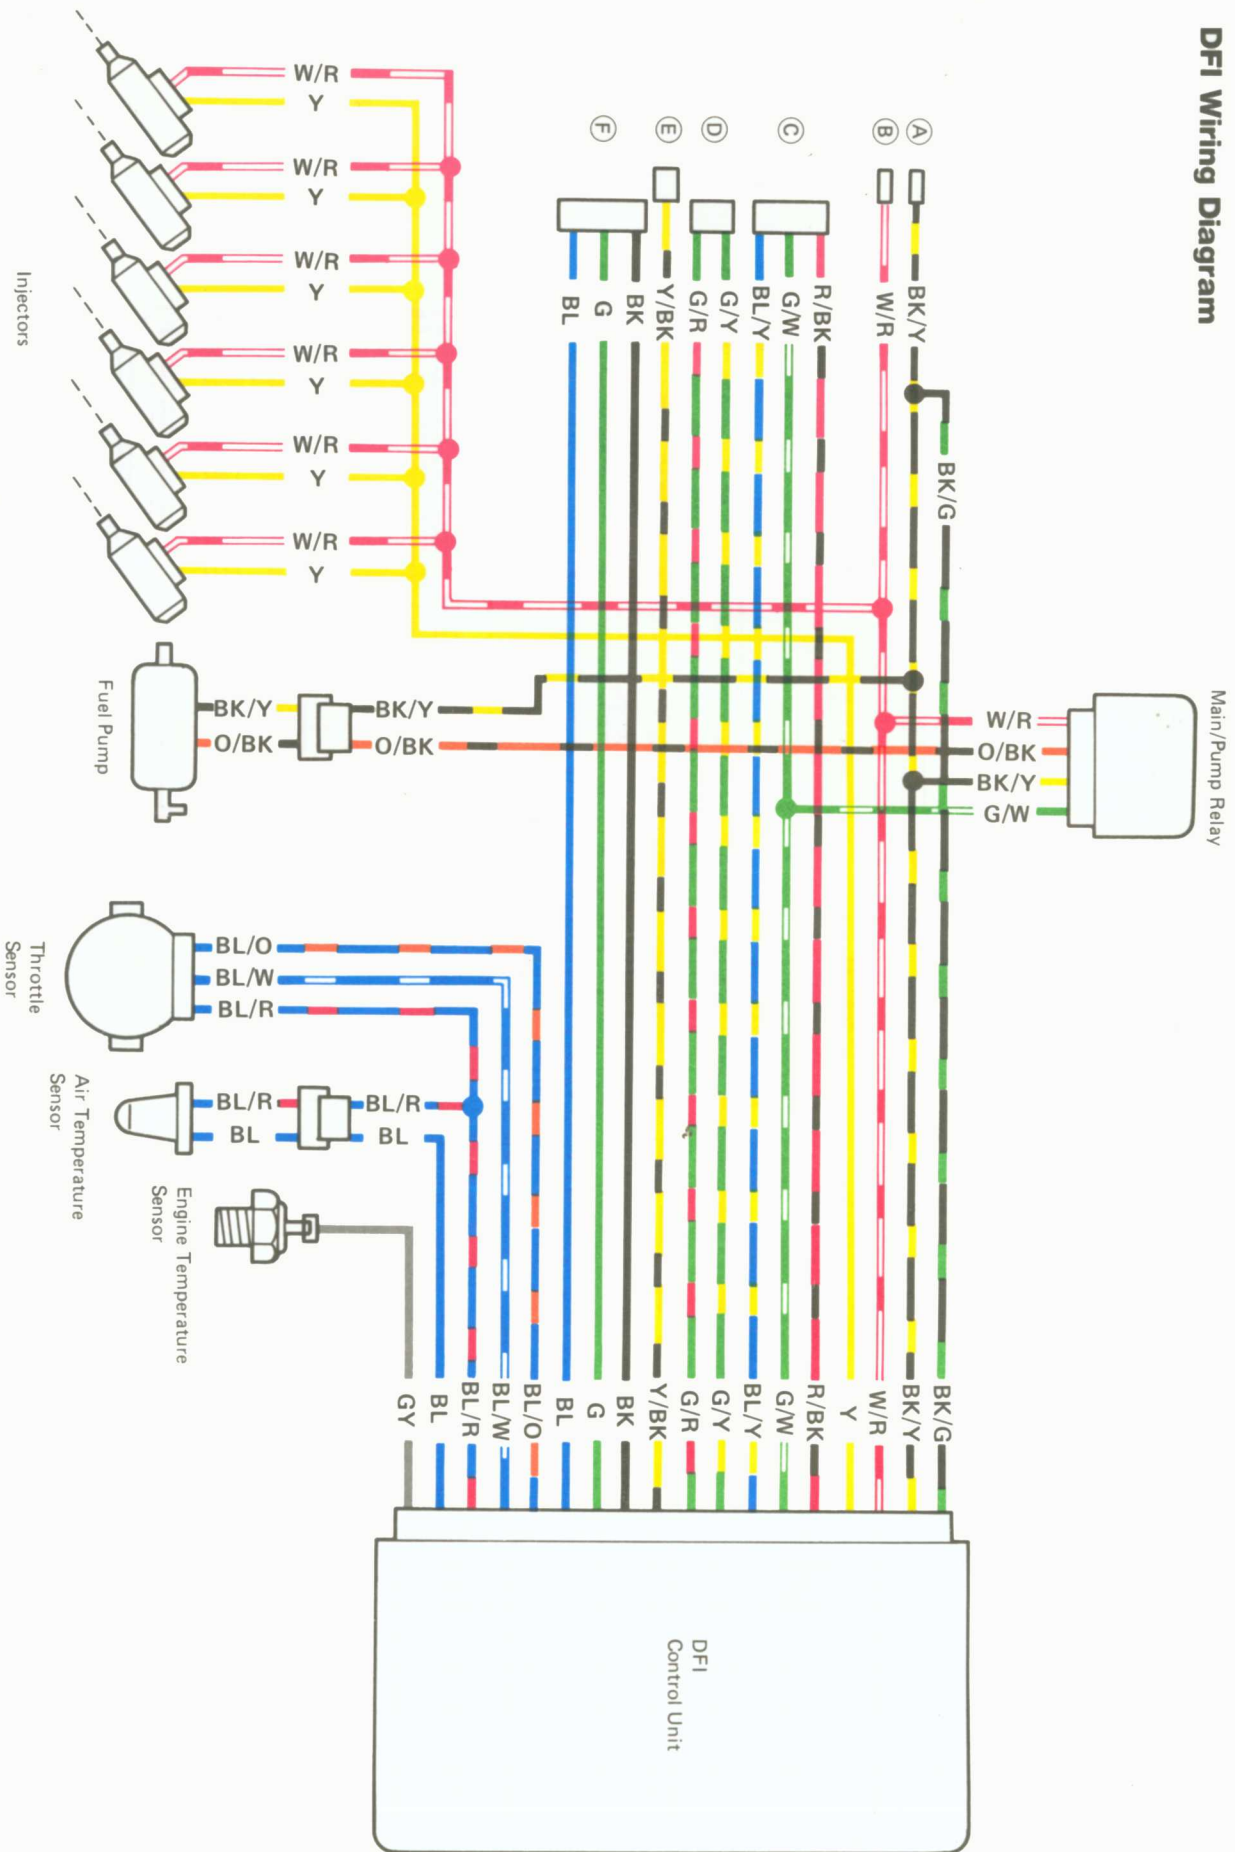 DFI Wiring Diagram
Main/Pump Relay
W/R
O/BK
BK/Y
G/W
A
B
C
D
E
F
BK/G
BK/Y
W/R
R/BK
G/W
BL/Y
G/Y
G/R
Y/BK
BK
G
BL
W/R
Y
W/R
Y
W/R
Y
W/R
Y
W/R
Y
W/R
Y
Injectors
BK/Y
BK/Y
O/BK
O/BK
Fuel Pump
BL/O
BL/W
BL/R
Throttle
Sensor
BL/R
BL/R
BL
BL
Air Temperature
Sensor
Engine Temperature
Sensor
BK/G
BK/Y
W/R
Y
R/BK
G/W
BL/Y
G/Y
G/R
Y/BK
BK
G
BL
BL/O
BL/W
BL/R
BL
GY
DFI
Control Unit